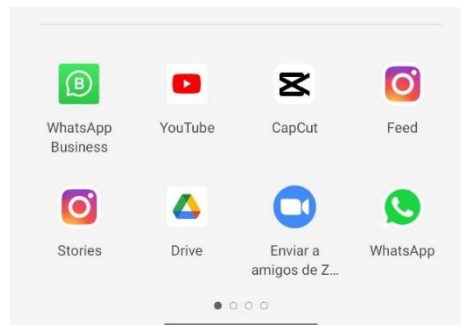 WhatsApp
Business
YouTube
CapCut
Feed
Stories
Drive
Enviar a
amigos de Z...
WhatsApp